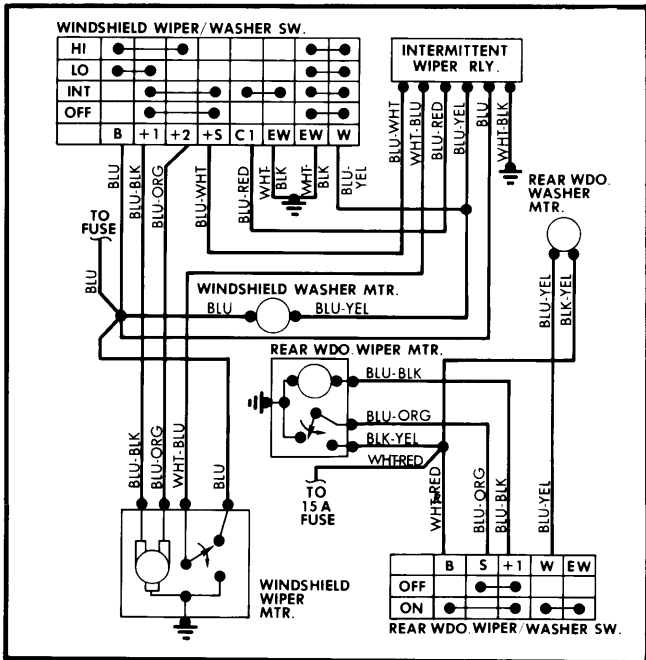 WINDSHIELD WIPER/WASHER SW.
HI
LO
INT
OFF
B +1 +2 +S C1 EW EW W
INTERMITTENT
WIPER RLY.
BLU-WHT
WHT-BLU
BLU-RED
BLU-YEL
BLU
WHT-BLK
BLU
BLU-BLK
BLU-ORG
BLU-WHT
BLU-RED
WHT-
BLK
WHT-
BLK
BLU-
YEL
REAR WDO.
WASHER
MTR.
TO
FUSE
BLU
WINDSHIELD WASHER MTR.
BLU
BLU-YEL
BLU-YEL
BLK-YEL
REAR WDO. WIPER MTR.
BLU-BLK
BLU-ORG
BLK-YEL
WHT-RED
TO
15 A
FUSE
BLU-BLK
BLU-ORG
WHT-BLU
BLU
WHT-RED
BLU-ORG
BLU-BLK
BLU-YEL
WINDSHIELD
WIPER
MTR.
B S +1 W EW
OFF
ON
REAR WDO. WIPER/WASHER SW.